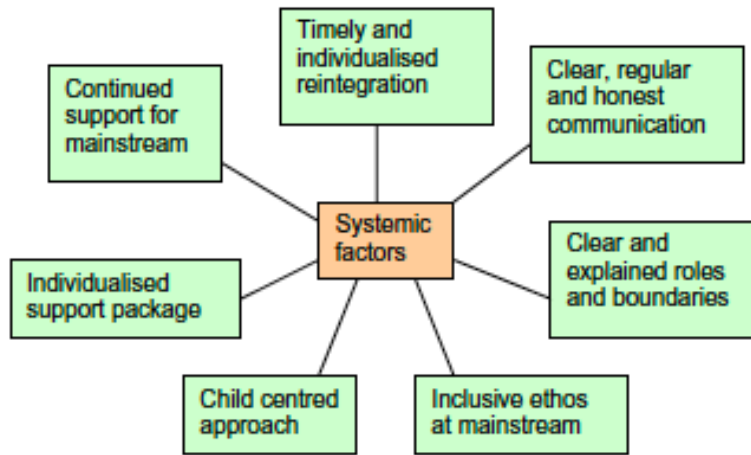 Timely and
individualised
reintegration
Continued
support for
mainstream
Clear, regular
and honest
communication
Systemic
factors
Clear and
explained roles
and boundaries
Individualised
support package
Child centred
approach
Inclusive ethos
at mainstream